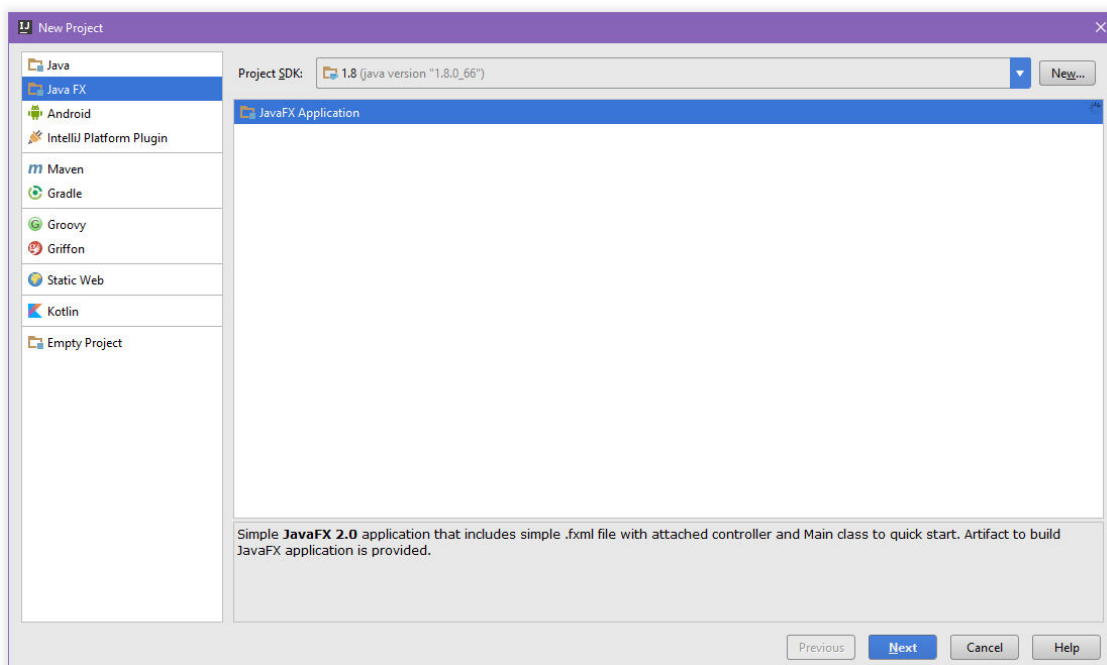 New Project
Java
Java FX
Android
IntelliJ Platform Plugin
Maven
Gradle
Groovy
Griffon
Static Web
Kotlin
Empty Project
Project SDK: 1.8 (java version "1.8.0_66") New...
JavaFX Application
Simple JavaFX 2.0 application that includes simple .fxml file with attached controller and Main class to quick start. Artifact to build
JavaFX application is provided.
Previous Next Cancel Help